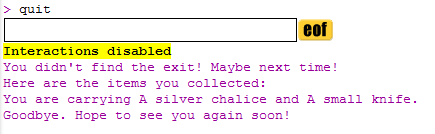 > quit
eof
Interactions disabled
You didn't find the exit! Maybe next time!
Here are the items you collected:
You are carrying A silver chalice and A small knife.
Goodbye. Hope to see you again soon!